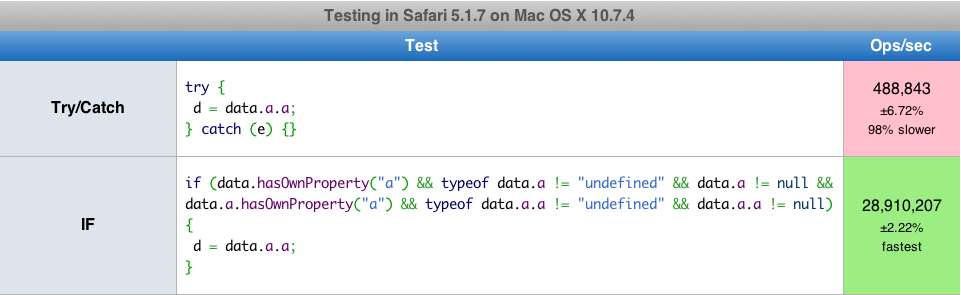 Testing in Safari 5.1.7 on Mac OS X 10.7.4
Test Ops/sec
Try/Catch
try {
 d = data.a.a;
} catch (e) {}
488,843
±6.72%
98% slower
IF
if (data.hasOwnProperty("a") && typeof data.a != "undefined" && data.a != null &&
data.a.hasOwnProperty("a") && typeof data.a.a != "undefined" && data.a.a != null)
{
 d = data.a.a;
}
28,910,207
±2.22%
fastest